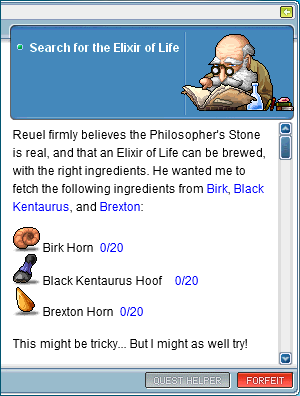 Search for the Elixir of Life
Reuel firmly believes the Philosopher's Stone
is real, and that an Elixir of Life can be brewed,
with the right ingredients. He wanted me to
fetch the following ingredients from Birk, Black
Kentaurus, and Brexton:
Birk Horn 0/20
Black Kentaurus Hoof 0/20
Brexton Horn 0/20
This might be tricky... But I might as well try!
QUEST HELPER FORFEIT